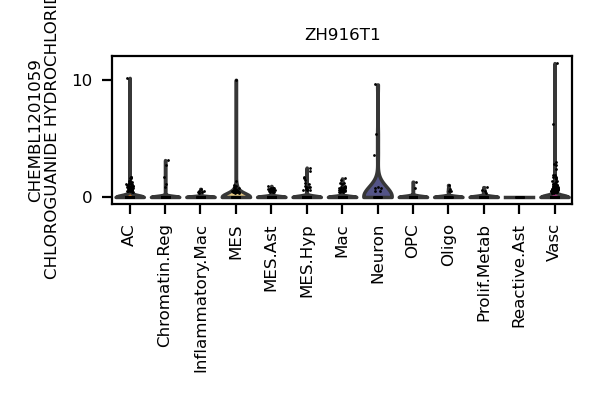 ZH916T1
CHEMBL1201059
CHLOROGUANIDE HYDROCHLORID
10
0
AC
Chromatin.Reg
Inflammatory.Mac
MES
MES.Ast
MES.Hyp
Mac
Neuron
OPC
Oligo
Prolif.Metab
Reactive.Ast
Vasc